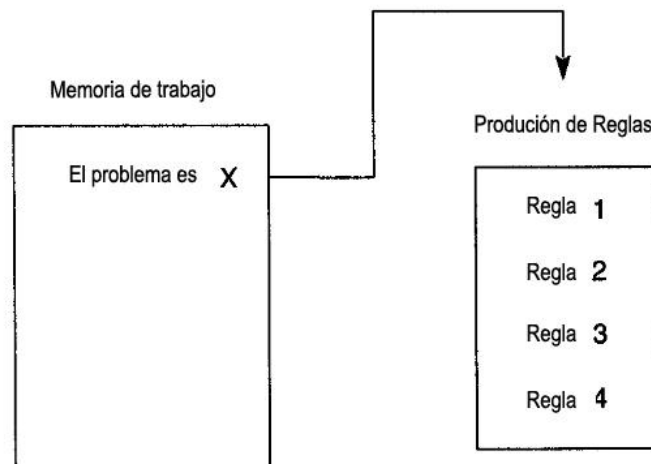 Memoria de trabajo
El problema es X
Produción de Reglas
Regla 1
Regla 2
Regla 3
Regla 4